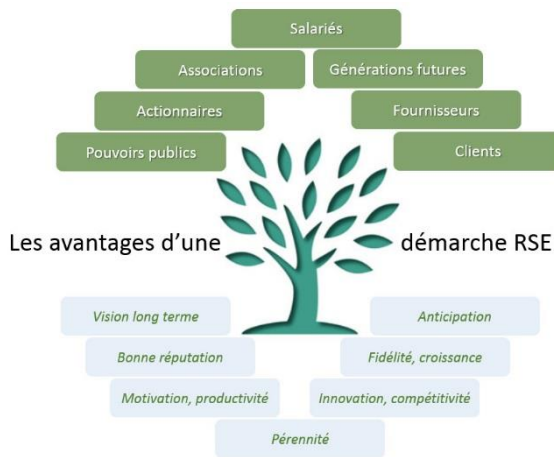 Salariés
Associations
Générations futures
Actionnaires
Fournisseurs
Pouvoirs publics
Clients
Les avantages d'une démarche RSE
Vision long terme
Anticipation
Bonne réputation
Fidélité, croissance
Motivation, productivité
Innovation, compétitivité
Pérennité